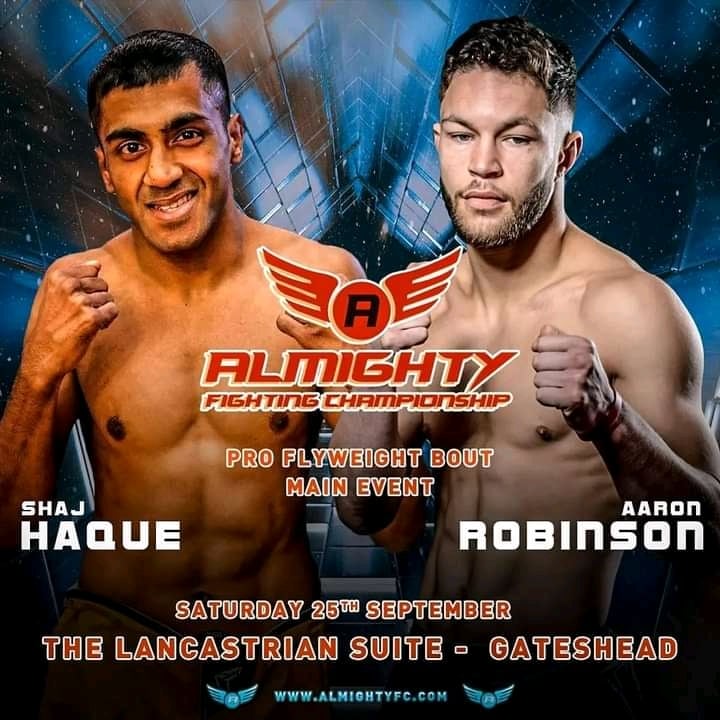 A
ALMIGHTY
FIGHTING CHAMPIONSHIP
PRO FLYWEIGHT BOUT
MAIN EVENT
SHAJ
HAQUE
AARON
ROBINSON
SATURDAY 25TH SEPTEMBER
THE LANCASTRIAN SUITE - GATESHEAD
WWW.ALMIGHTYFC.COM